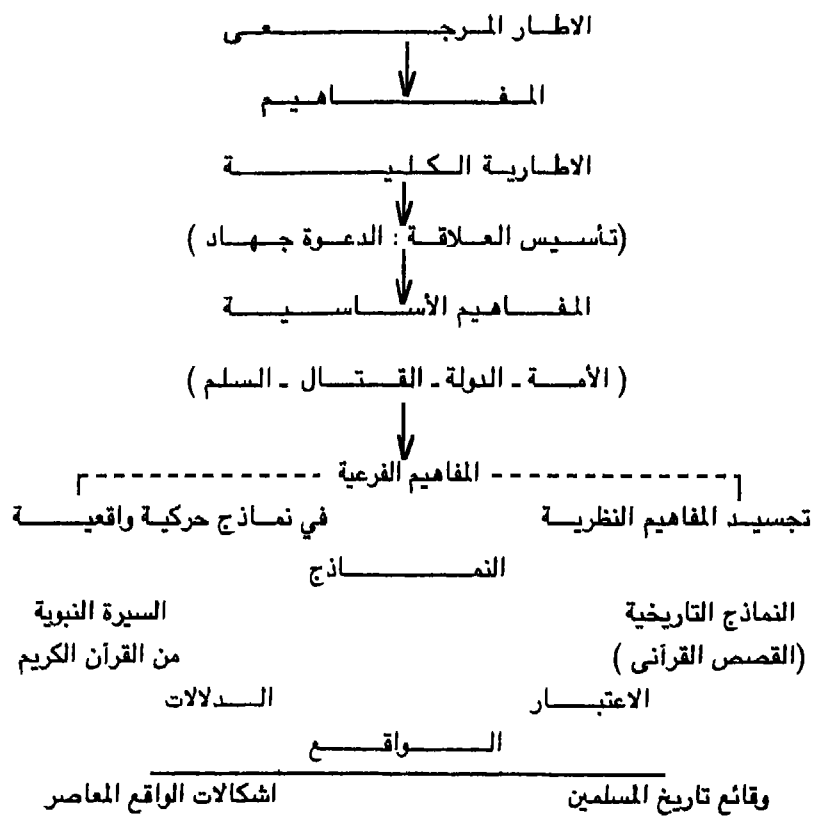 الاطار المرجعى
المفاهيم
الاطارية الكلية
(تأسيس العلاقة : الدعوة جهاد )
المفاهيم الأساسية
( الأمة ـ الدولة ـ القتال ـ السلم )
المفاهيم الفرعية
تجسيد المفاهيم النظرية في نماذج حركية واقعية
النماذج
النماذج التاريخية السيرة النبوية
(القصص القرآنى ) من القرآن الكريم
الاعتبار الدلالات
الواقع
وقائع تاريخ المسلمين اشكالات الواقع المعاصر